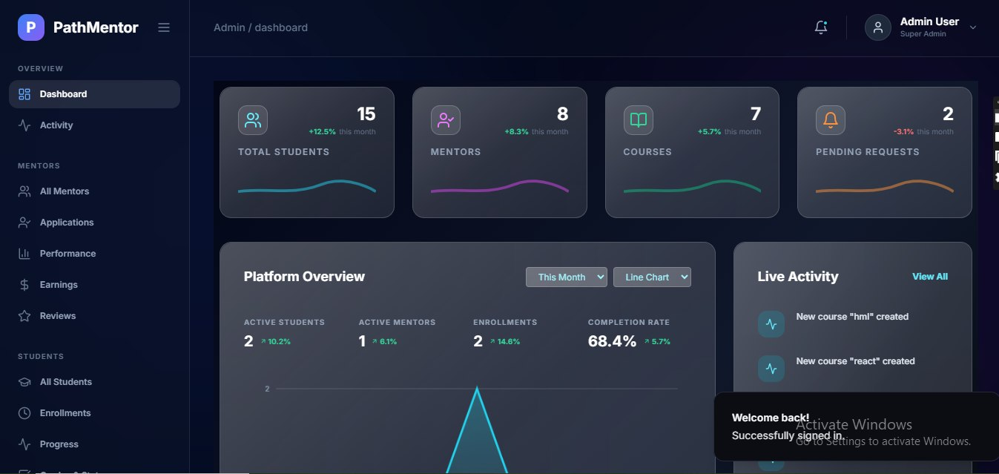 P PathMentor
Admin / dashboard
Admin User
Super Admin
OVERVIEW
Dashboard
Activity
MENTORS
All Mentors
Applications
Performance
Earnings
Reviews
STUDENTS
All Students
Enrollments
Progress
15
+12.5% this month
TOTAL STUDENTS
8
+8.3% this month
MENTORS
7
+5.7% this month
COURSES
2
-3.1% this month
PENDING REQUESTS
Platform Overview
This Month
Line Chart
ACTIVE STUDENTS
2 ↗ 10.2%
ACTIVE MENTORS
1 ↗ 6.1%
ENROLLMENTS
2 ↗ 14.6%
COMPLETION RATE
68.4% ↗ 5.7%
2
Live Activity
View All
New course "hml" created
New course "react" created
Welcome back!
Successfully signed in.
Activate Windows
Go to Settings to activate Windows.